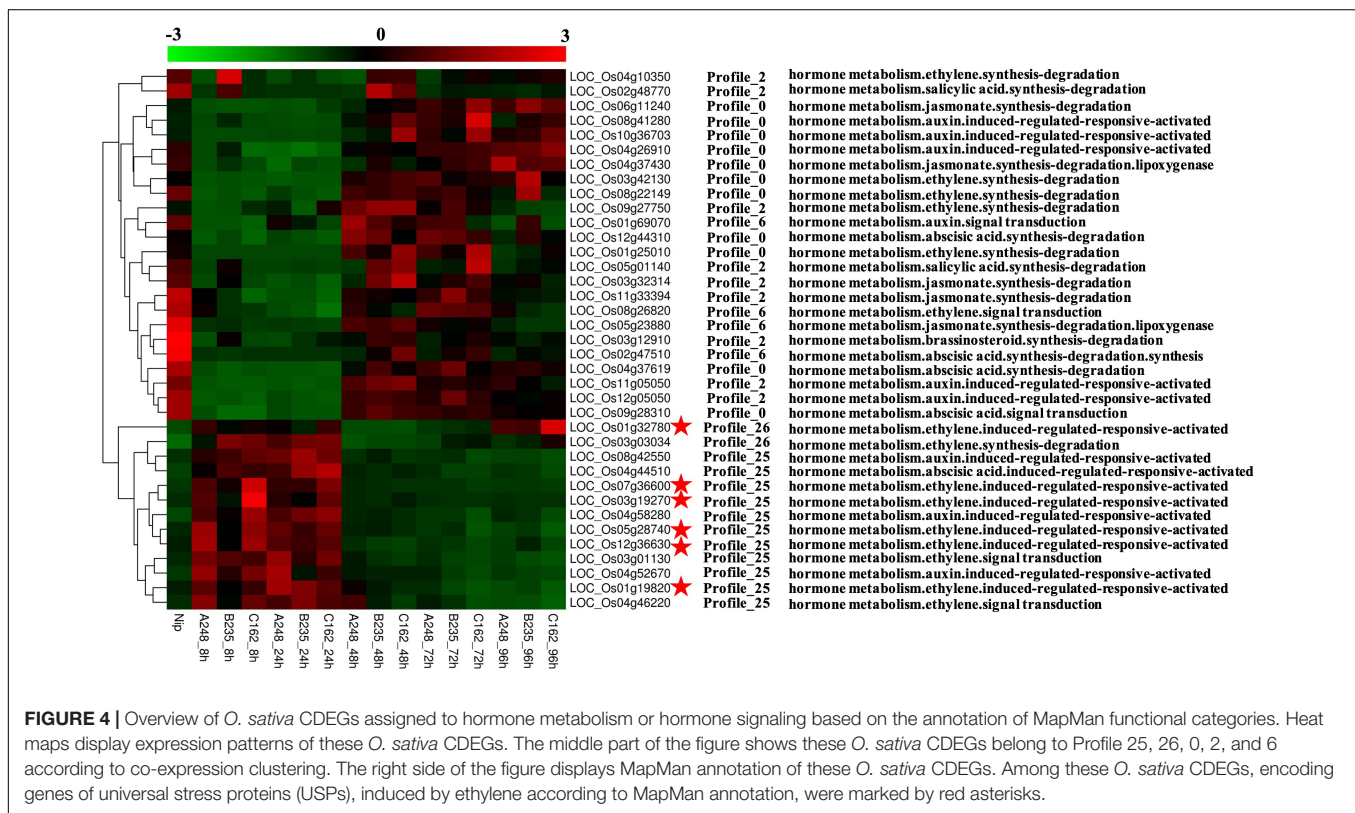 -3 0 3
LOC_Os04g10350 Profile_2 hormone metabolism.ethylene.synthesis-degradation
LOC_Os02g48770 Profile_2 hormone metabolism.salicylic acid.synthesis-degradation
LOC_Os06g11240 Profile_0 hormone metabolism.jasmonate.synthesis-degradation
LOC_Os08g41280 Profile_0 hormone metabolism.auxin.induced-regulated-responsive-activated
LOC_Os10g36703 Profile_0 hormone metabolism.auxin.induced-regulated-responsive-activated
LOC_Os04g26910 Profile_0 hormone metabolism.auxin.induced-regulated-responsive-activated
LOC_Os04g37430 Profile_0 hormone metabolism.jasmonate.synthesis-degradation.lipoxygenase
LOC_Os03g42130 Profile_0 hormone metabolism.ethylene.synthesis-degradation
LOC_Os08g22149 Profile_0 hormone metabolism.ethylene.synthesis-degradation
LOC_Os09g27750 Profile_2 hormone metabolism.ethylene.synthesis-degradation
LOC_Os01g69070 Profile_6 hormone metabolism.auxin.signal transduction
LOC_Os12g44310 Profile_0 hormone metabolism.abscisic acid.synthesis-degradation
LOC_Os01g25010 Profile_0 hormone metabolism.ethylene.synthesis-degradation
LOC_Os05g01140 Profile_2 hormone metabolism.salicylic acid.synthesis-degradation
LOC_Os03g32314 Profile_2 hormone metabolism.jasmonate.synthesis-degradation
LOC_Os11g33394 Profile_2 hormone metabolism.jasmonate.synthesis-degradation
LOC_Os08g26820 Profile_6 hormone metabolism.ethylene.signal transduction
LOC_Os05g23880 Profile_6 hormone metabolism.jasmonate.synthesis-degradation.lipoxygenase
LOC_Os03g12910 Profile_2 hormone metabolism.brassinosteroid.synthesis-degradation
LOC_Os02g47510 Profile_6 hormone metabolism.abscisic acid.synthesis-degradation.synthesis
LOC_Os04g37619 Profile_0 hormone metabolism.abscisic acid.synthesis-degradation
LOC_Os11g05050 Profile_2 hormone metabolism.auxin.induced-regulated-responsive-activated
LOC_Os12g05050 Profile_2 hormone metabolism.auxin.induced-regulated-responsive-activated
LOC_Os09g28310 Profile_0 hormone metabolism.abscisic acid.signal transduction
LOC_Os01g32780 Profile_26 hormone metabolism.ethylene.induced-regulated-responsive-activated
LOC_Os03g03034 Profile_26 hormone metabolism.ethylene.synthesis-degradation
LOC_Os08g42550 Profile_25 hormone metabolism.auxin.induced-regulated-responsive-activated
LOC_Os04g44510 Profile_25 hormone metabolism.abscisic acid.induced-regulated-responsive-activated
LOC_Os07g36600 Profile_25 hormone metabolism.ethylene.induced-regulated-responsive-activated
LOC_Os03g19270 Profile_25 hormone metabolism.ethylene.induced-regulated-responsive-activated
LOC_Os04g58280 Profile_25 hormone metabolism.auxin.induced-regulated-responsive-activated
LOC_Os05g28740 Profile_25 hormone metabolism.ethylene.induced-regulated-responsive-activated
LOC_Os12g36630 Profile_25 hormone metabolism.ethylene.induced-regulated-responsive-activated
LOC_Os03g01130 Profile_25 hormone metabolism.ethylene.signal transduction
LOC_Os04g52670 Profile_25 hormone metabolism.auxin.induced-regulated-responsive-activated
LOC_Os01g19820 Profile_25 hormone metabolism.ethylene.induced-regulated-responsive-activated
LOC_Os04g46220 Profile_25 hormone metabolism.ethylene.signal transduction
Nip
A248_8h
B235_8h
C162_8h
A248_24h
B235_24h
C162_24h
A248_48h
B235_48h
C162_48h
A248_72h
B235_72h
C162_72h
A248_96h
B235_96h
C162_96h
FIGURE 4 | Overview of O. sativa CDEGs assigned to hormone metabolism or hormone signaling based on the annotation of MapMan functional categories. Heat
maps display expression patterns of these O. sativa CDEGs. The middle part of the figure shows these O. sativa CDEGs belong to Profile 25, 26, 0, 2, and 6
according to co-expression clustering. The right side of the figure displays MapMan annotation of these O. sativa CDEGs. Among these O. sativa CDEGs, encoding
genes of universal stress proteins (USPs), induced by ethylene according to MapMan annotation, were marked by red asterisks.